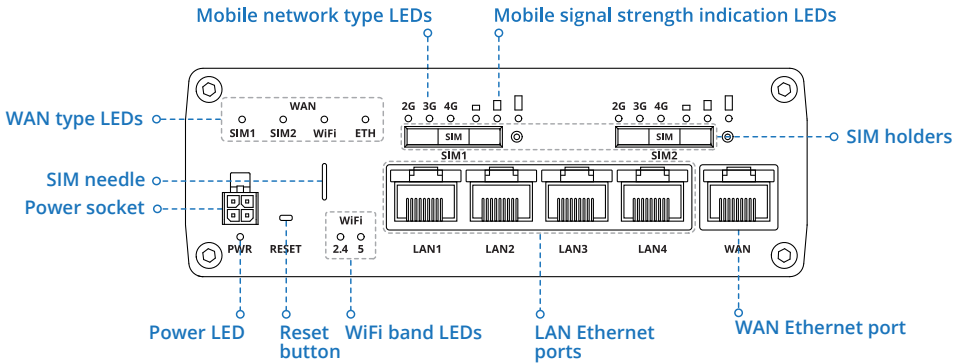 Mobile network type LEDs
Mobile signal strength indication LEDs
WAN type LEDs
WAN
SIM1 SIM2 WiFi ETH
2G 3G 4G
2G 3G 4G
SIM
SIM
SIM holders
SIM1
SIM2
SIM needle
Power socket
WiFi
2.4 5
PWR
RESET
LAN1
LAN2
LAN3
LAN4
WAN
Power LED
Reset
button
WiFi band LEDs
LAN Ethernet
ports
WAN Ethernet port